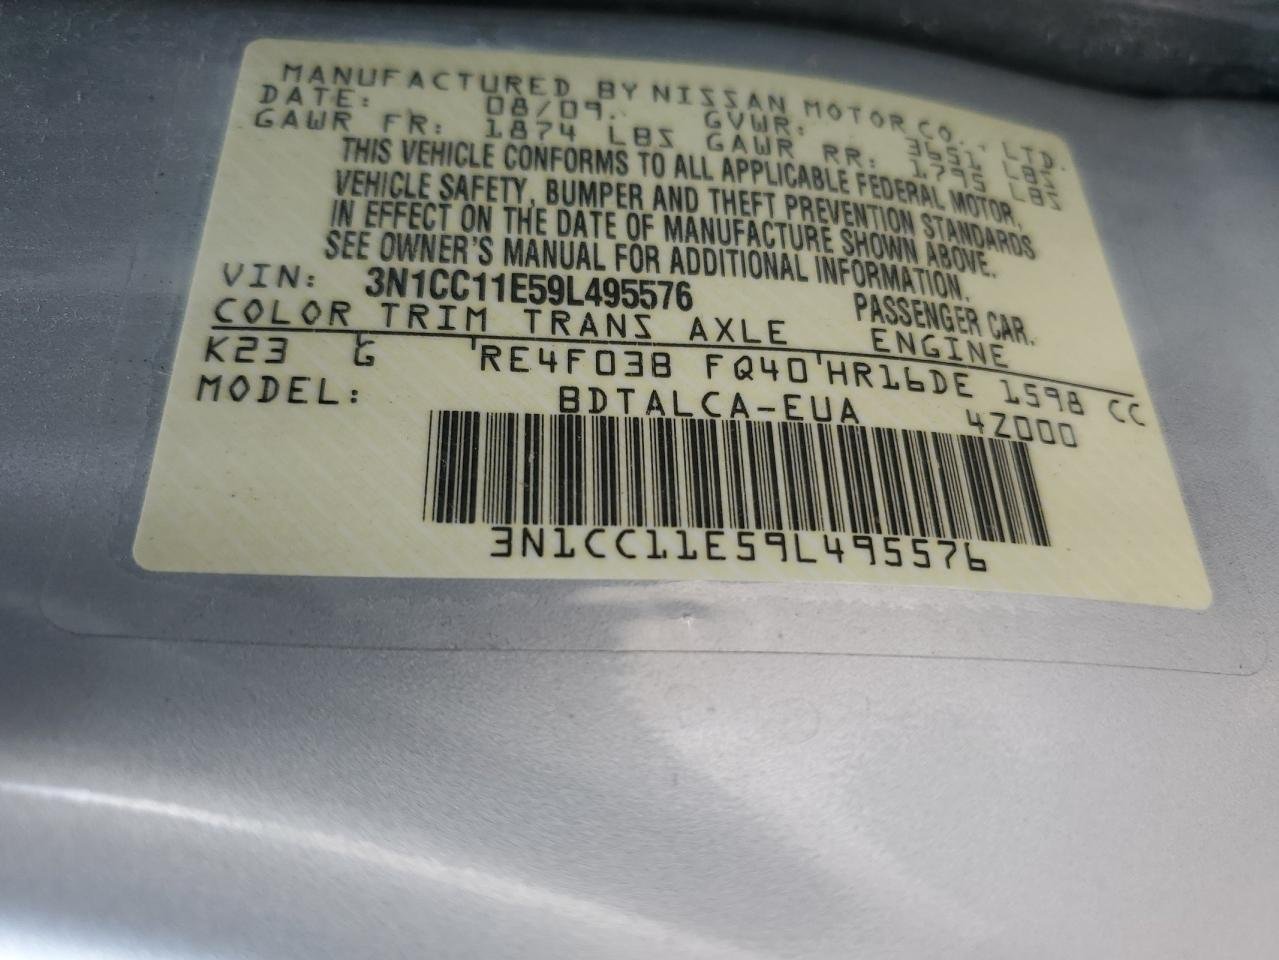 MANUFACTURED BY NISSAN MOTOR CO., LTD.
DATE: 08/09. GVWR: 3651 LBS
GAWR FR: 1874 LBS GAWR RR: 1795 LBS
THIS VEHICLE CONFORMS TO ALL APPLICABLE FEDERAL MOTOR,
VEHICLE SAFETY, BUMPER AND THEFT PREVENTION STANDARDS
IN EFFECT ON THE DATE OF MANUFACTURE SHOWN ABOVE.
SEE OWNER'S MANUAL FOR ADDITIONAL INFORMATION.
VIN: 3N1CC11E59L495576 PASSENGER CAR.
COLOR TRIM TRANS AXLE ENGINE
K23 G RE4F03B FQ40 HR16DE 1598 CC
MODEL: BDTALCA-EUA 4Z000
3N1CC11E59L495576